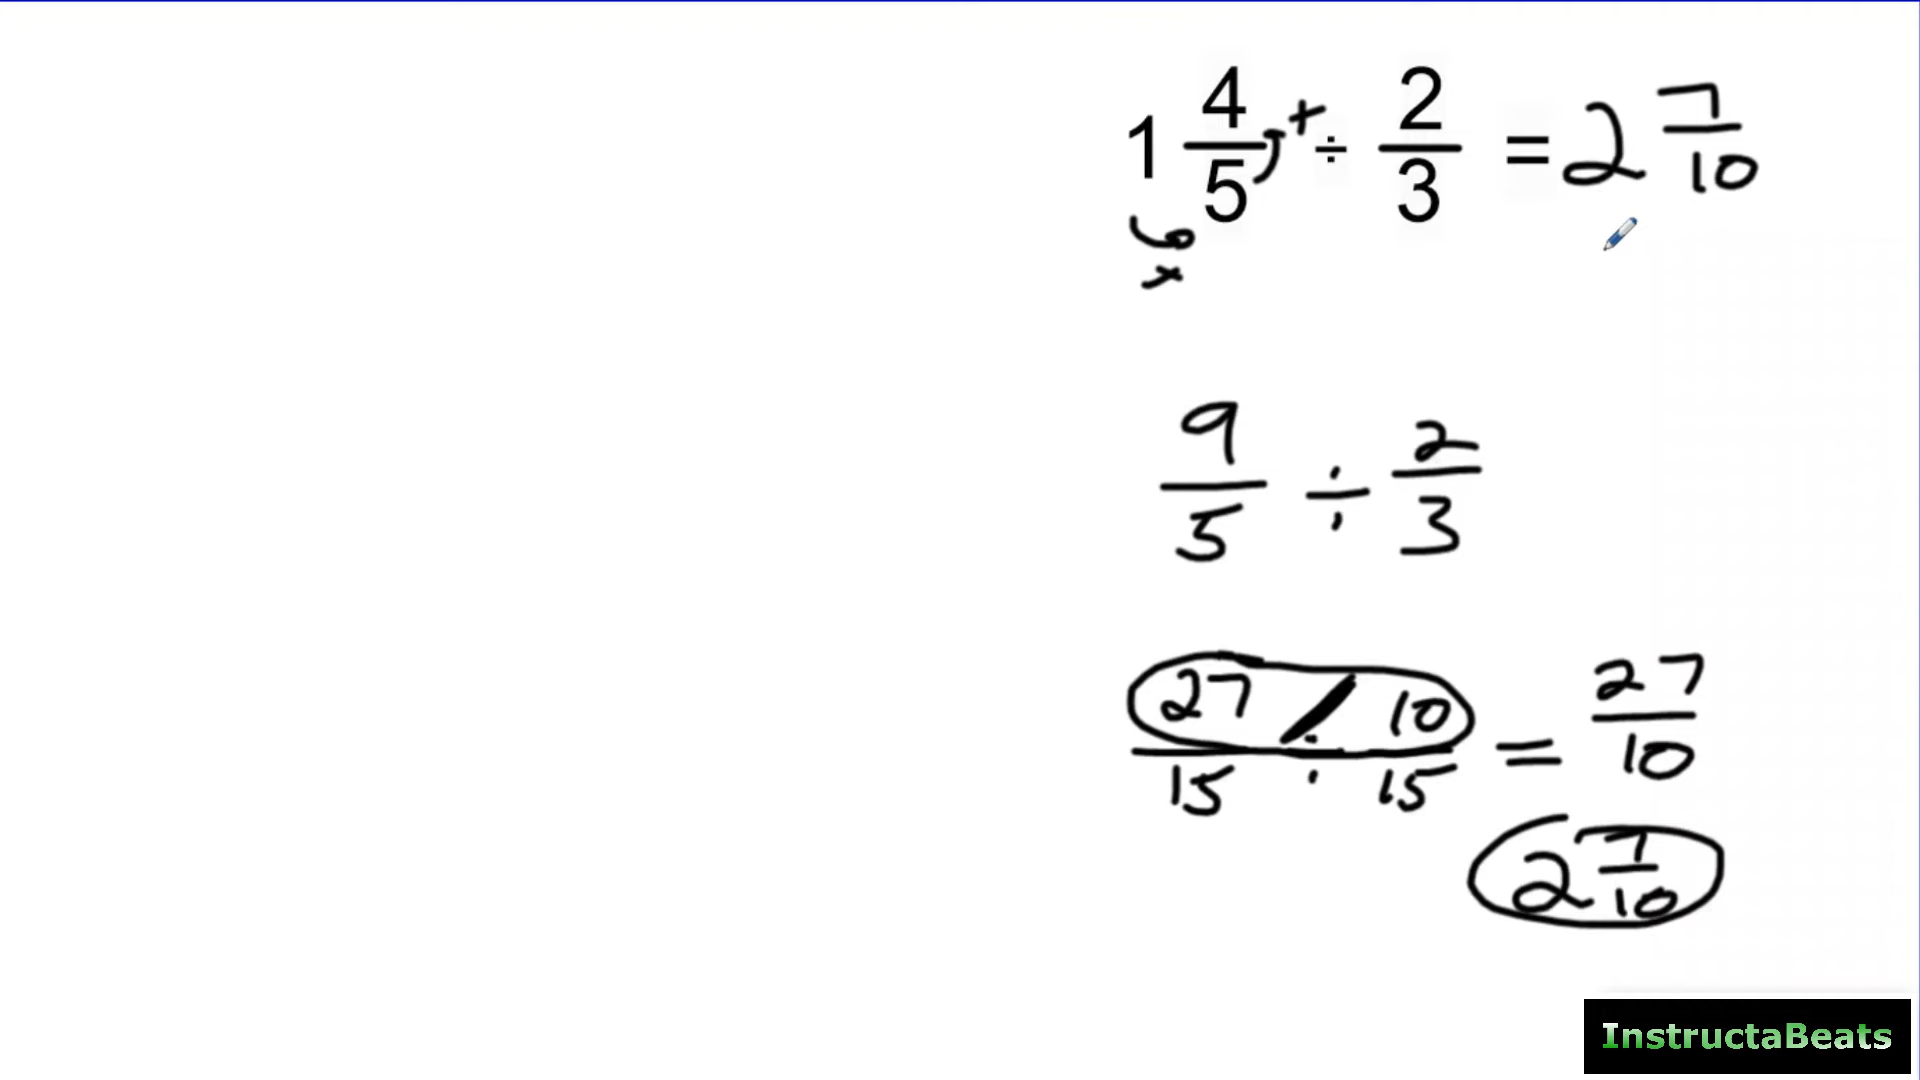 1 4/5 ÷ 2/3 = 2 7/10
x +
9/5 ÷ 2/3
27/15 ÷ 10/15 = 27/10
2 7/10
InstructaBeats